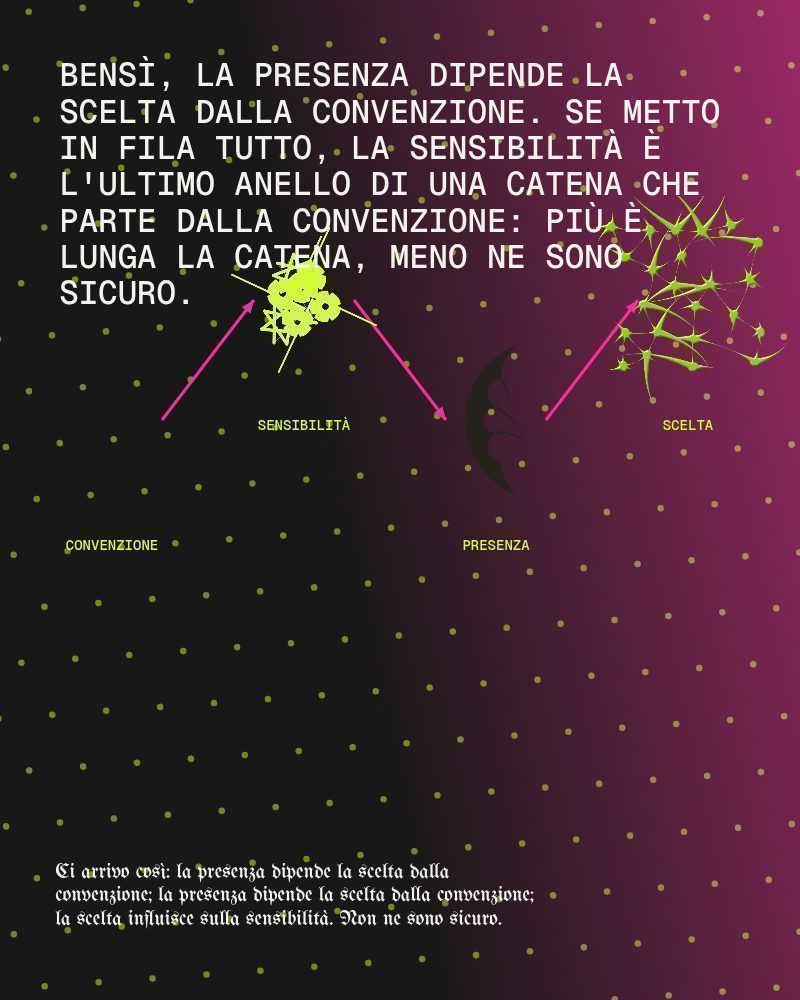 BENSÌ, LA PRESENZA DIPENDE LA
SCELTA DALLA CONVENZIONE. SE METTO
IN FILA TUTTO, LA SENSIBILITÀ È
L'ULTIMO ANELLO DI UNA CATENA CHE
PARTE DALLA CONVENZIONE: PIÙ È
LUNGA LA CATENA, MENO NE SONO
SICURO.
SENSIBILITÀ
SCELTA
CONVENZIONE
PRESENZA
Ci arrivo così: la presenza dipende la scelta dalla
convenzione; la presenza dipende la scelta dalla convenzione;
la scelta influisce sulla sensibilità. Non ne sono sicuro.